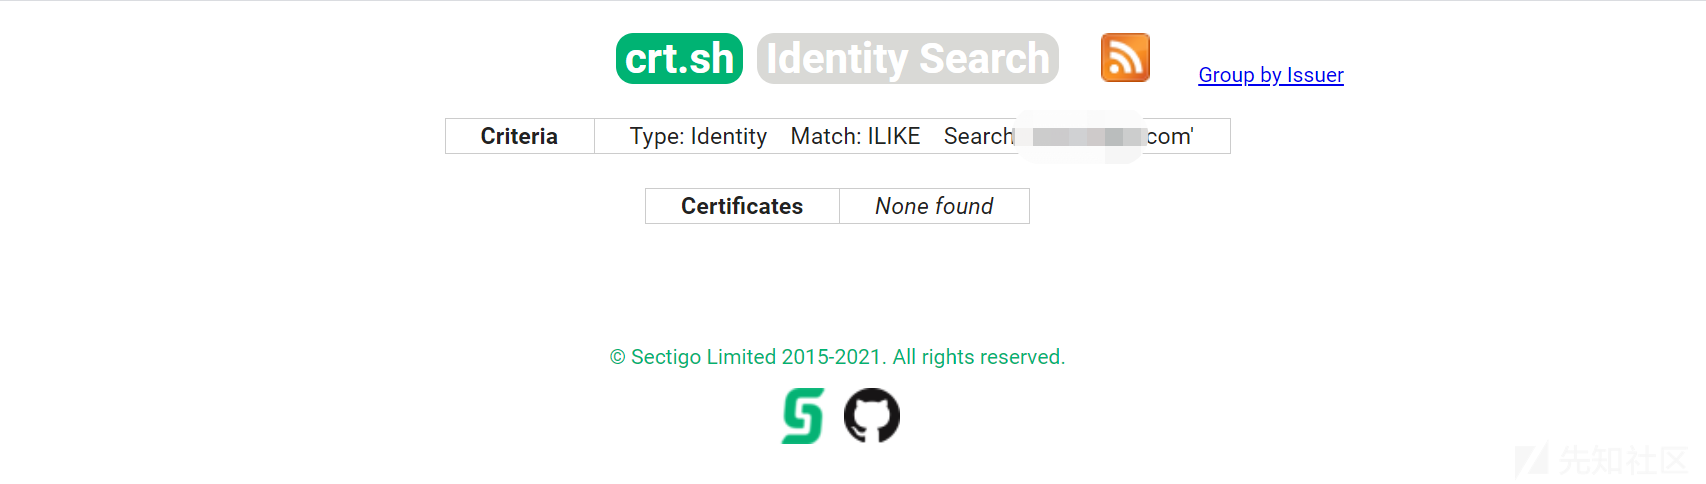 crt.sh Identity Search Group by Issuer
Criteria Type: Identity Match: ILIKE Search com'
Certificates None found
© Sectigo Limited 2015-2021. All rights reserved.
先知社区